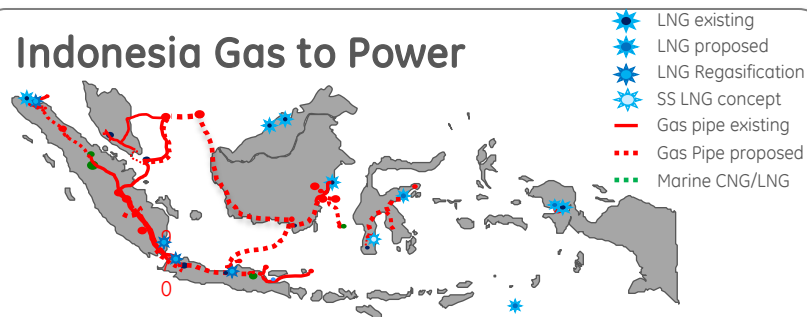 Indonesia Gas to Power
LNG existing
LNG proposed
LNG Regasification
SS LNG concept
Gas pipe existing
Gas Pipe proposed
Marine CNG/LNG
0
0